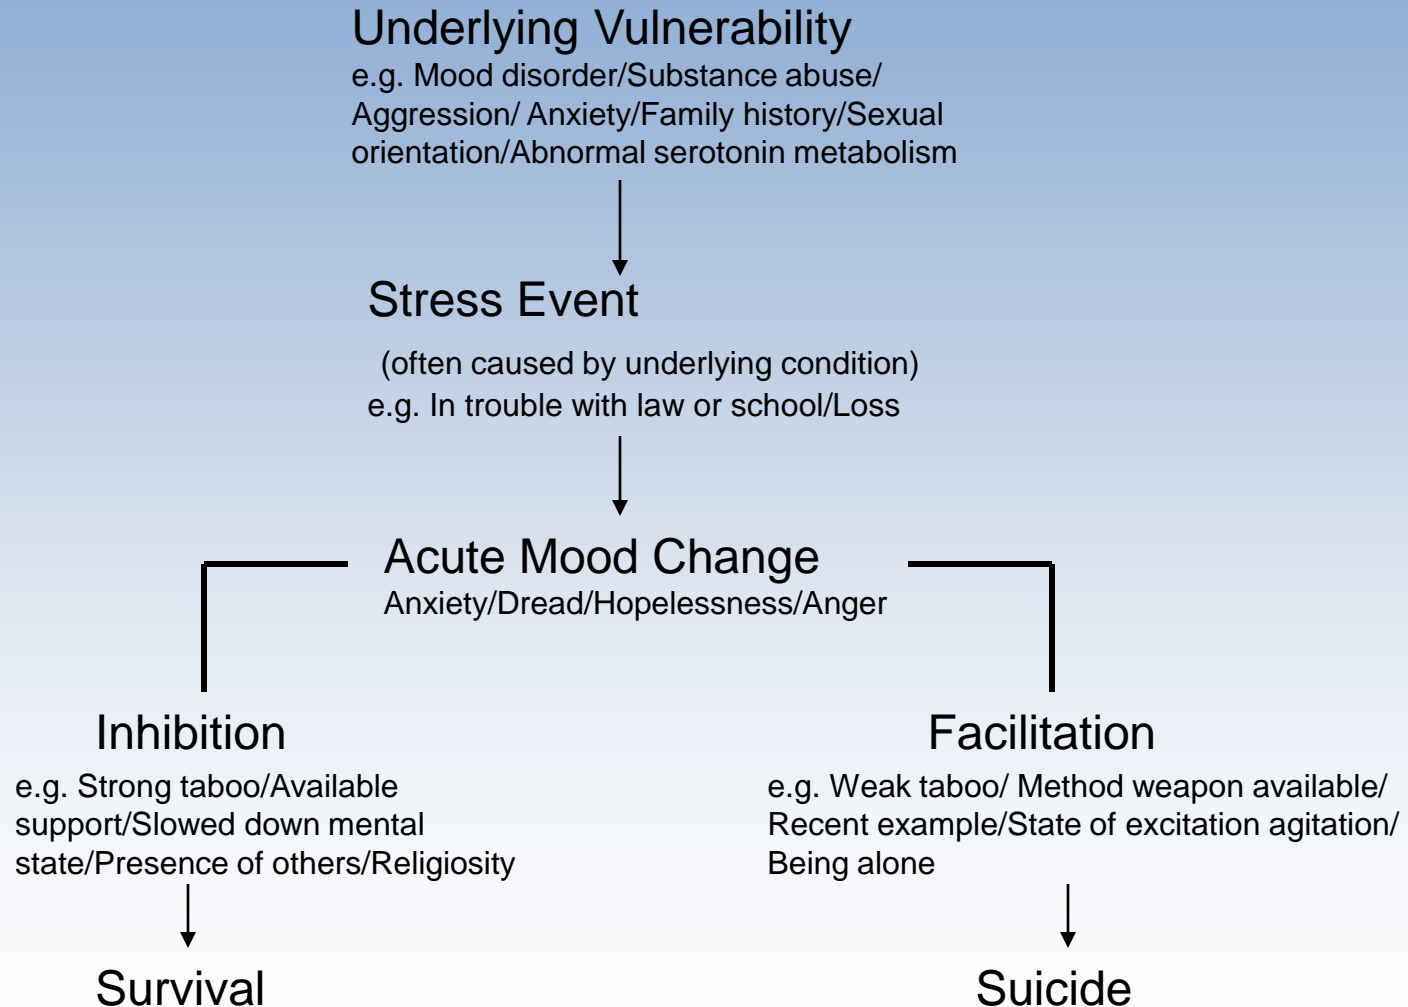 Underlying Vulnerability
e.g. Mood disorder/Substance abuse/
Aggression/ Anxiety/Family history/Sexual
orientation/Abnormal serotonin metabolism
Stress Event
(often caused by underlying condition)
e.g. In trouble with law or school/Loss
Acute Mood Change
Anxiety/Dread/Hopelessness/Anger
Inhibition
e.g. Strong taboo/Available
support/Slowed down mental
state/Presence of others/Religiosity
Survival
Facilitation
e.g. Weak taboo/ Method weapon available/
Recent example/State of excitation agitation/
Being alone
Suicide